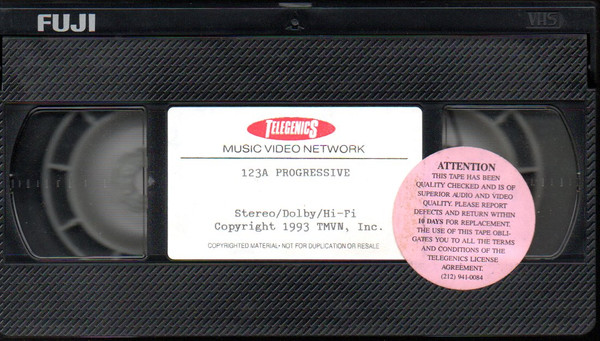 FUJI
VHS
TELEGENICS
MUSIC VIDEO NETWORK
123A PROGRESSIVE
Stereo/Dolby/Hi-Fi
Copyright 1993 TMVN, Inc.
COPYRIGHTED MATERIAL• NOT FOR DUPLICATION OR RESALE
ATTENTION
THIS TAPE HAS BEEN
QUALITY CHECKED AND IS OF
SUPERIOR AUDIO AND VIDEO
QUALITY. PLEASE REPORT
DEFECTS AND RETURN WITHIN
10 DAYS FOR REPLACEMENT.
THE USE OF THIS TAPE OBLI-
GATES YOU TO ALL THE TERMS
AND CONDITIONS OF THE
TELEGENICS LICENSE
AGREEMENT.
(212) 941-0084